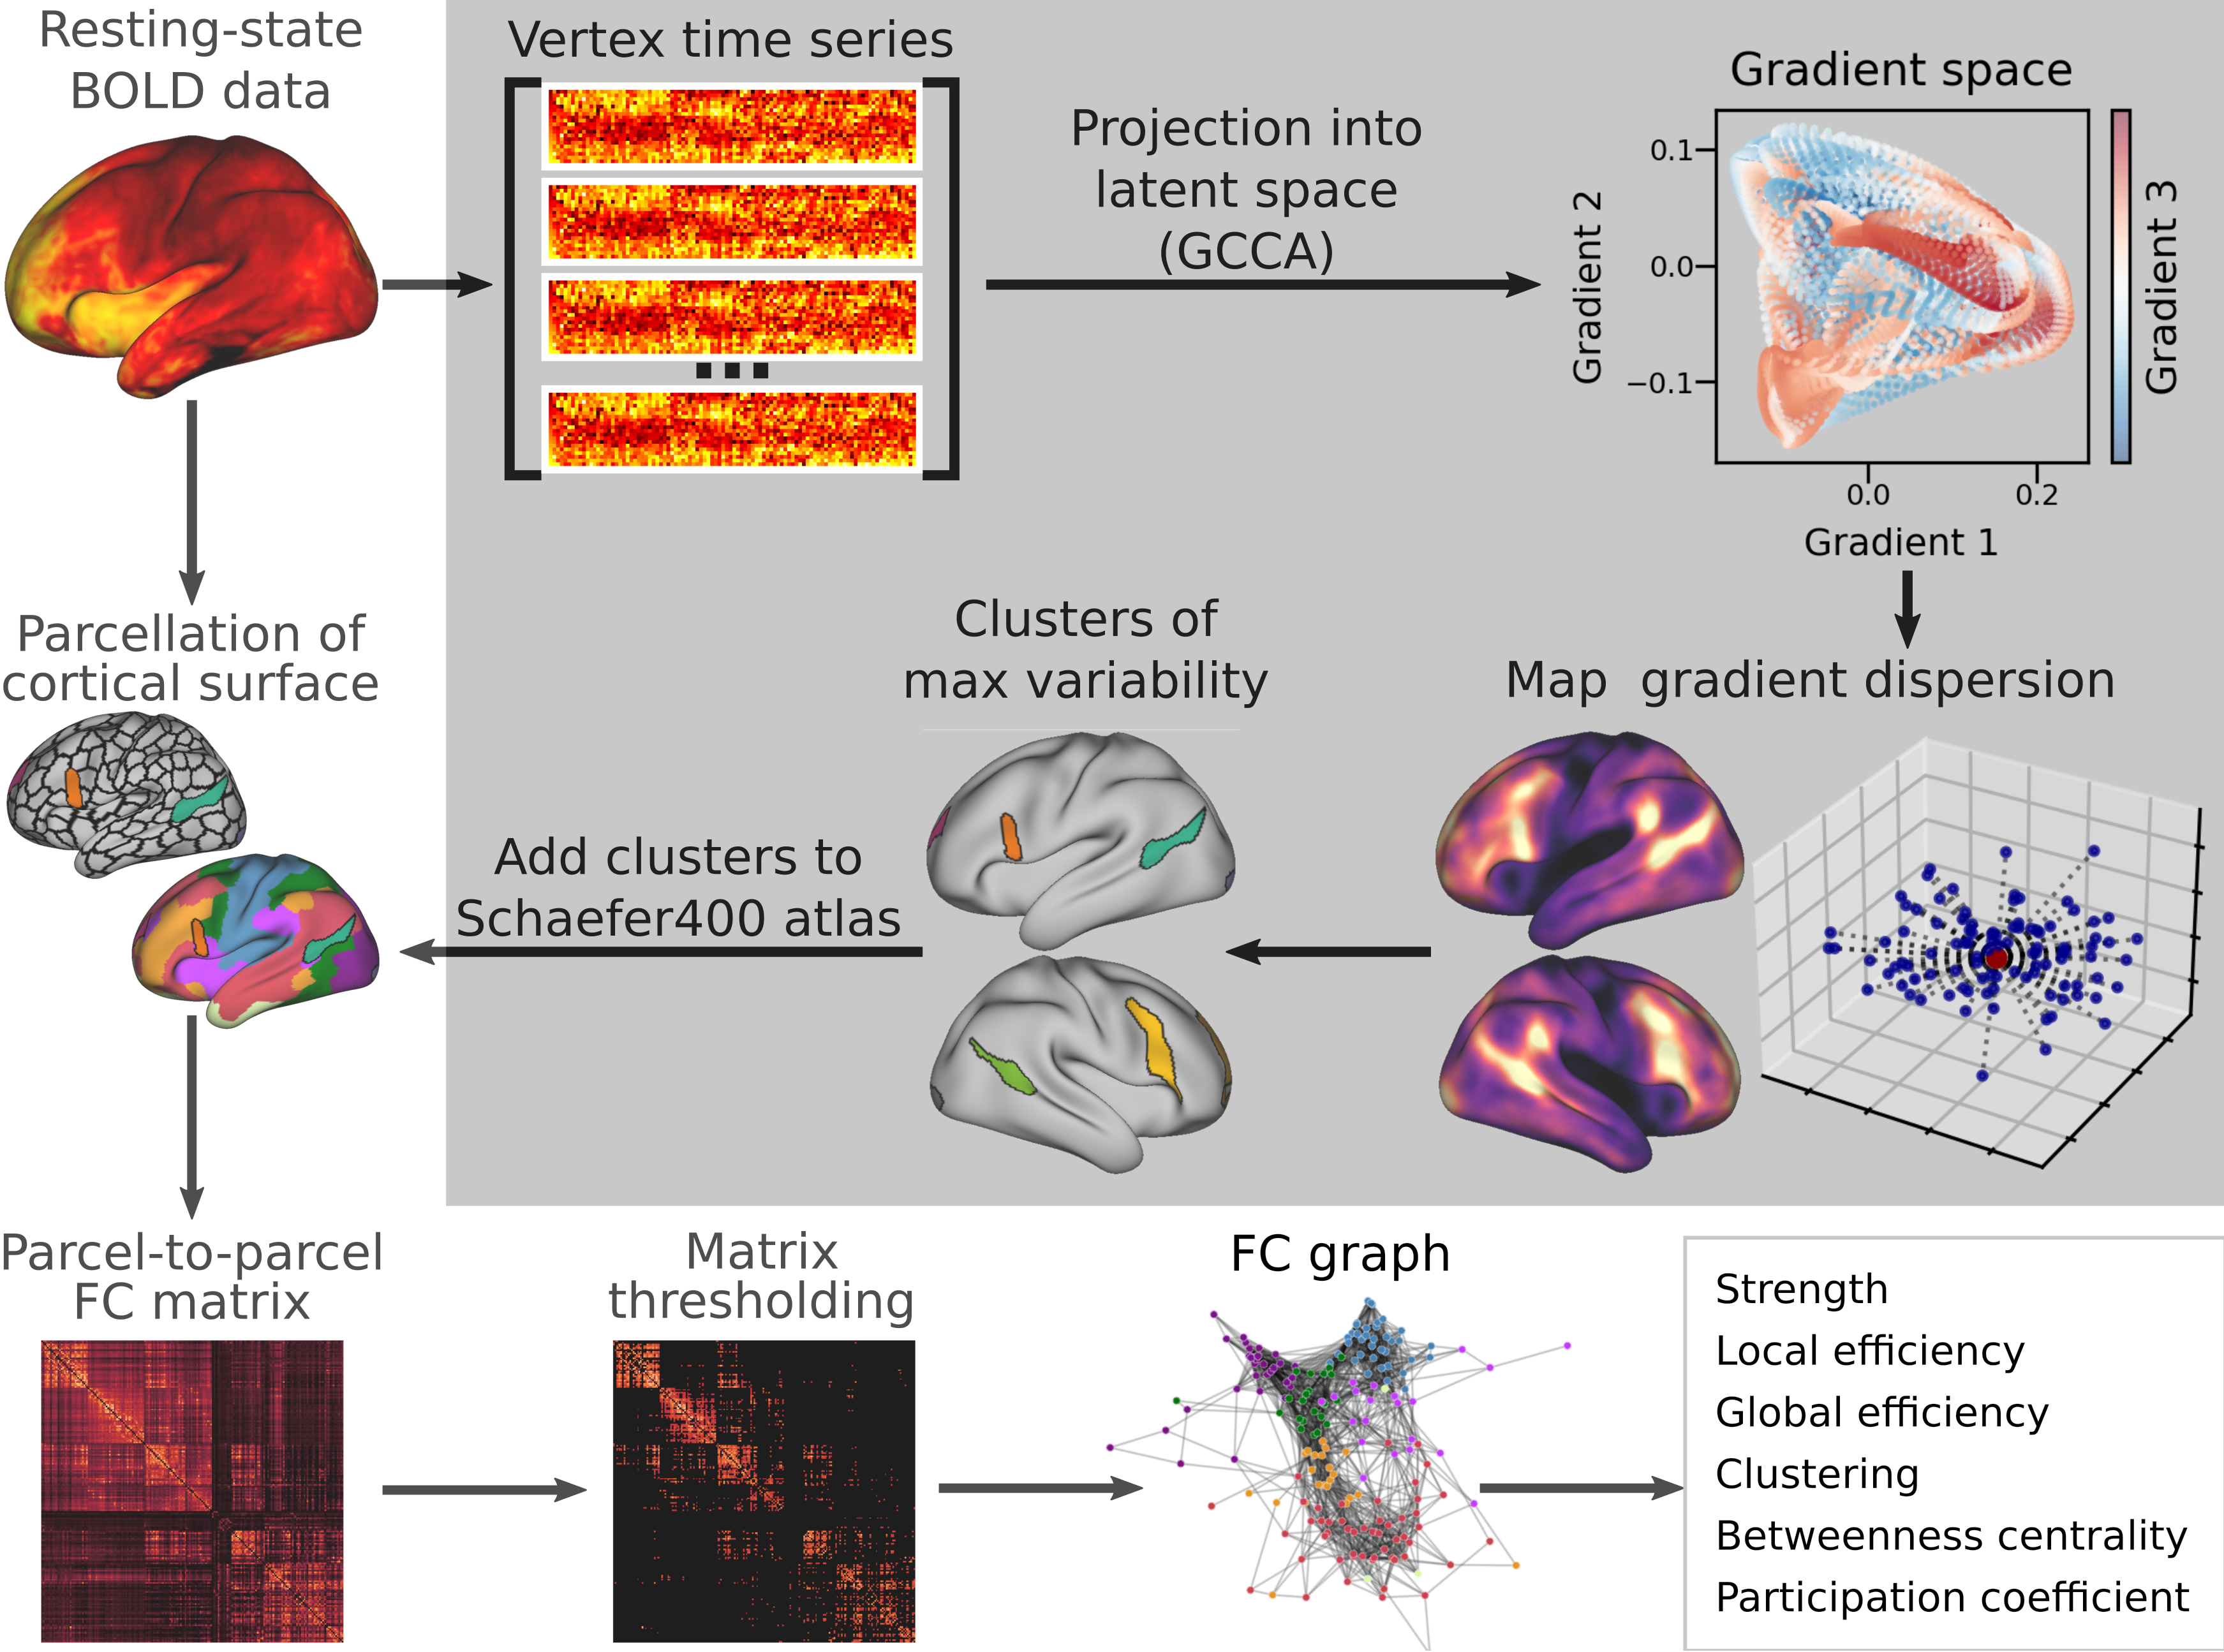 Resting-state
BOLD data
Vertex time series
Projection into
latent space
(GCCA)
Gradient space
0.1
0.0
−0.1
Gradient 2
0.0
0.2
Gradient 1
Gradient 3
Map gradient dispersion
Clusters of
max variability
Add clusters to
Schaefer400 atlas
Parcellation of
cortical surface
Parcel-to-parcel
FC matrix
Matrix
thresholding
FC graph
Strength
Local efficiency
Global efficiency
Clustering
Betweenness centrality
Participation coefficient